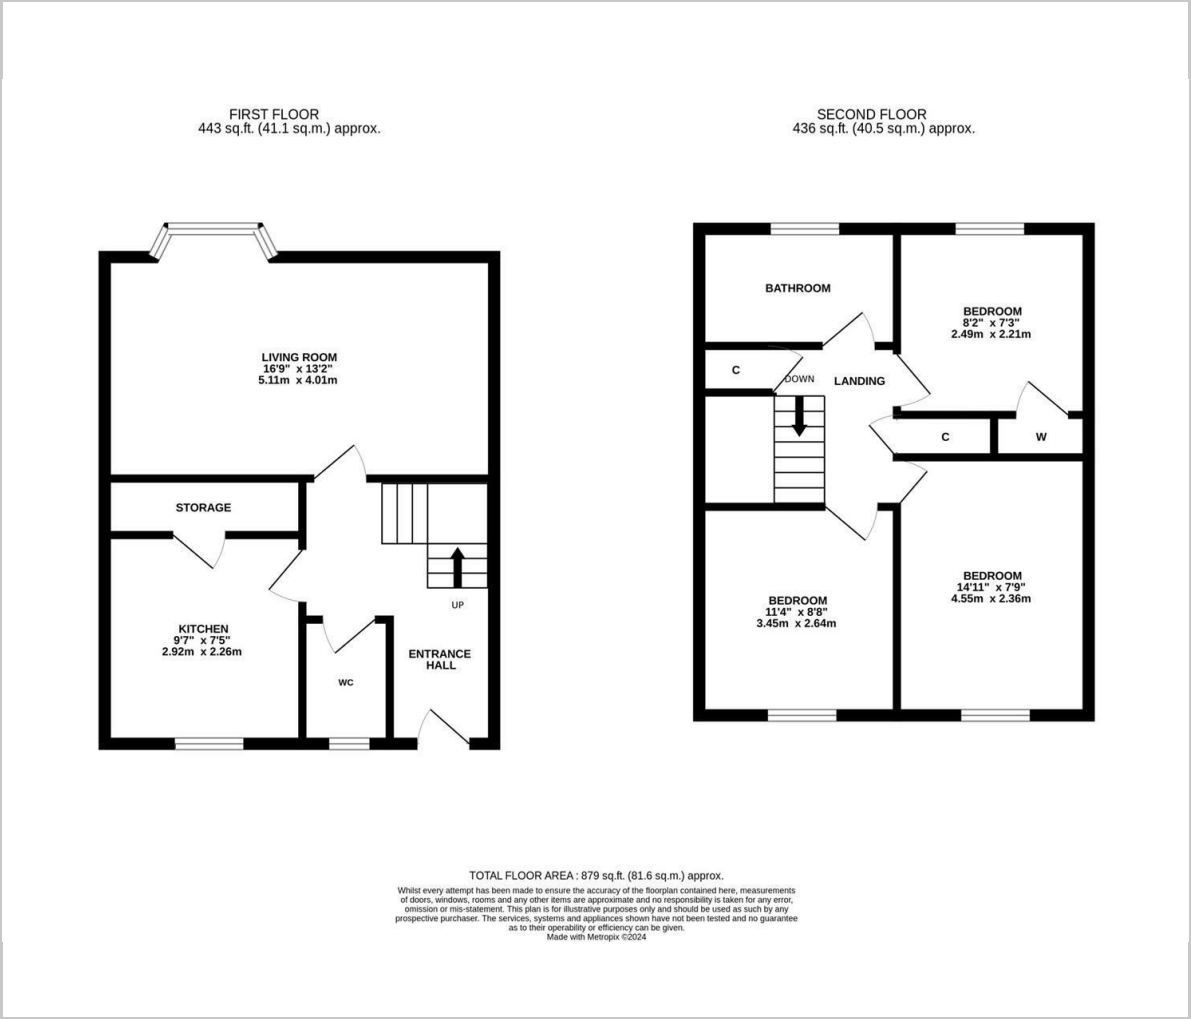 FIRST FLOOR
443 sq.ft. (41.1 sq.m.) approx.
SECOND FLOOR
436 sq.ft. (40.5 sq.m.) approx.
LIVING ROOM
16'9" x 13'2"
5.11m x 4.01m
STORAGE
KITCHEN
9'7" x 7'5"
2.92m x 2.26m
WC
UP
ENTRANCE
HALL
BATHROOM
BEDROOM
8'2" x 7'3"
2.49m x 2.21m
C
DOWN
LANDING
C
W
BEDROOM
11'4" x 8'8"
3.45m x 2.64m
BEDROOM
14'11" x 7'9"
4.55m x 2.36m
TOTAL FLOOR AREA : 879 sq.ft. (81.6 sq.m.) approx.
Whilst every attempt has been made to ensure the accuracy of the floorplan contained here, measurements
of doors, windows, rooms and any other items are approximate and no responsibility is taken for any error,
omission or mis-statement. This plan is for illustrative purposes only and should be used as such by any
prospective purchaser. The services, systems and appliances shown have not been tested and no guarantee
as to their operability or efficiency can be given.
Made with Metropix ©2024